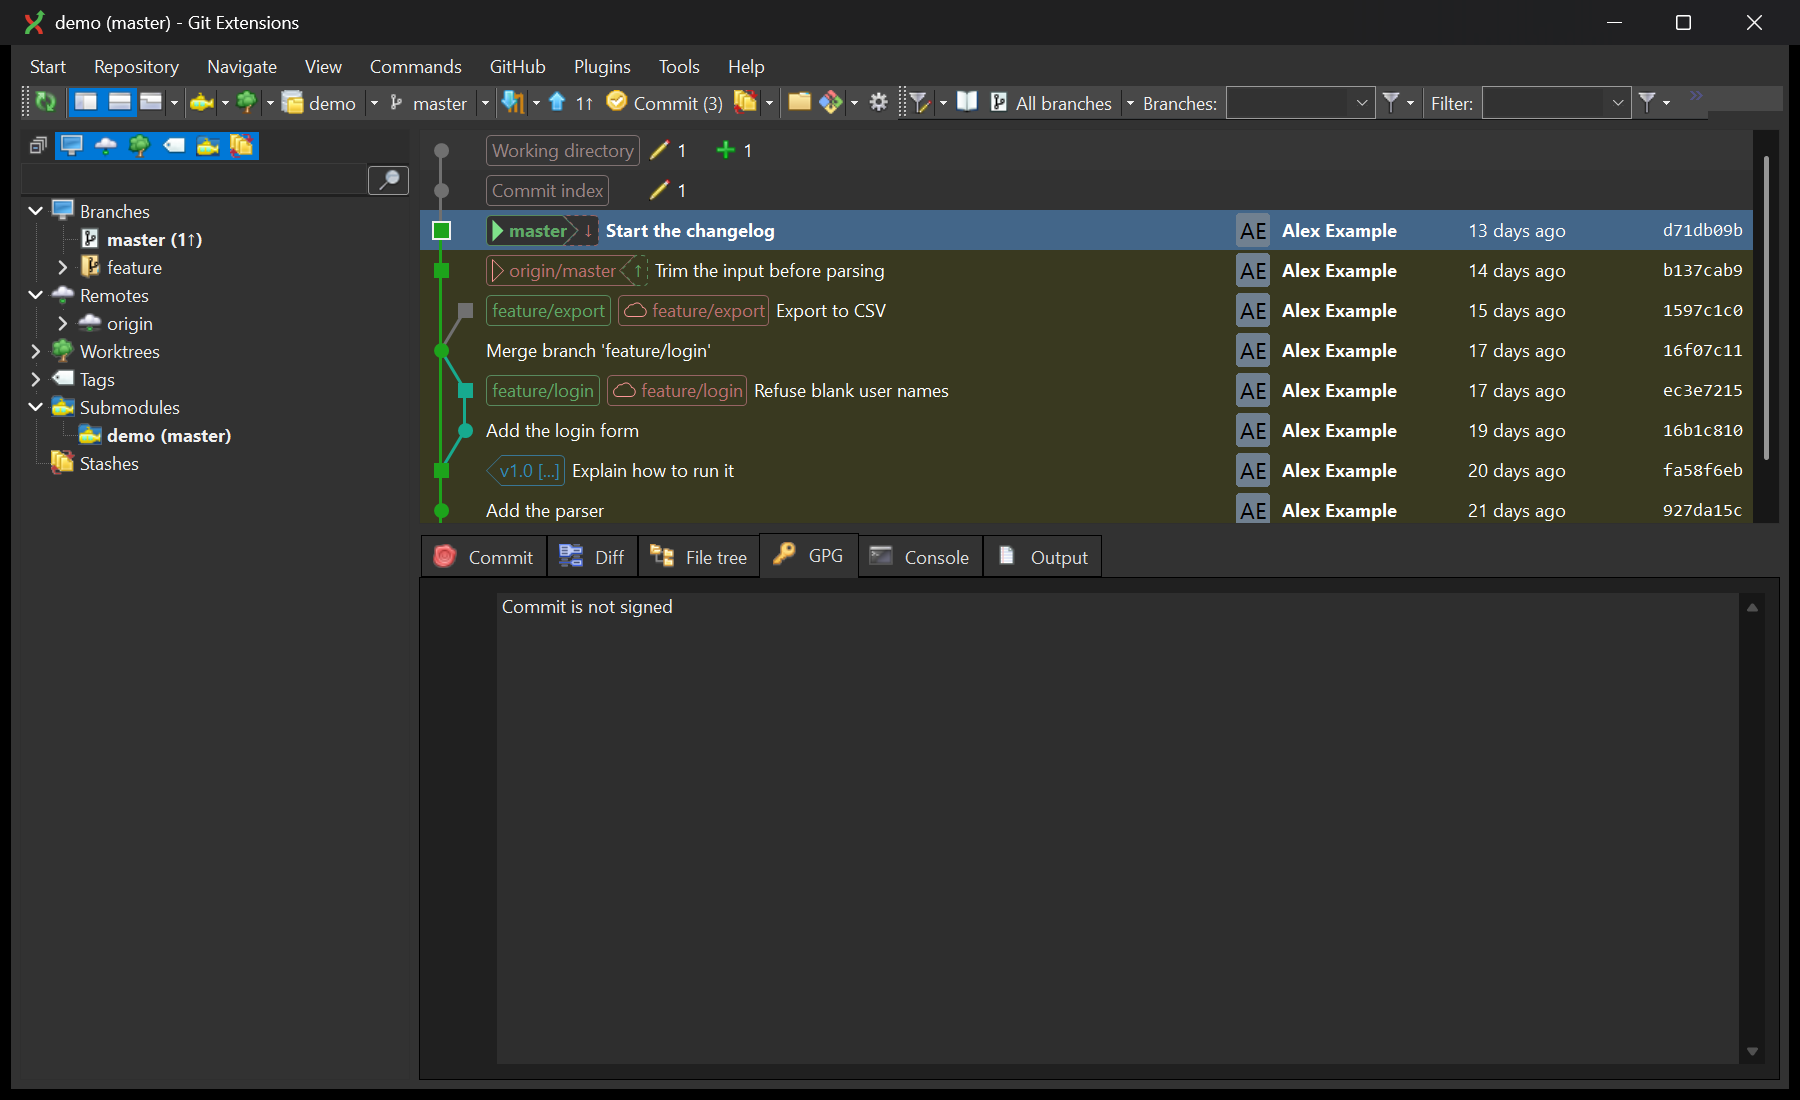 demo (master) - Git Extensions
Start Repository Navigate View Commands GitHub Plugins Tools Help
demo master 1↑ Commit (3) All branches Branches: Filter:
Working directory 1 1
Commit index 1
master ↓ Start the changelog AE Alex Example 13 days ago d71db09b
origin/master ↑ Trim the input before parsing AE Alex Example 14 days ago b137cab9
feature/export feature/export Export to CSV AE Alex Example 15 days ago 1597c1c0
Merge branch 'feature/login' AE Alex Example 17 days ago 16f07c11
feature/login feature/login Refuse blank user names AE Alex Example 17 days ago ec3e7215
Add the login form AE Alex Example 19 days ago 16b1c810
v1.0 [...] Explain how to run it AE Alex Example 20 days ago fa58f6eb
Add the parser AE Alex Example 21 days ago 927da15c
Branches
master (1↑)
feature
Remotes
origin
Worktrees
Tags
Submodules
demo (master)
Stashes
Commit Diff File tree GPG Console Output
Commit is not signed